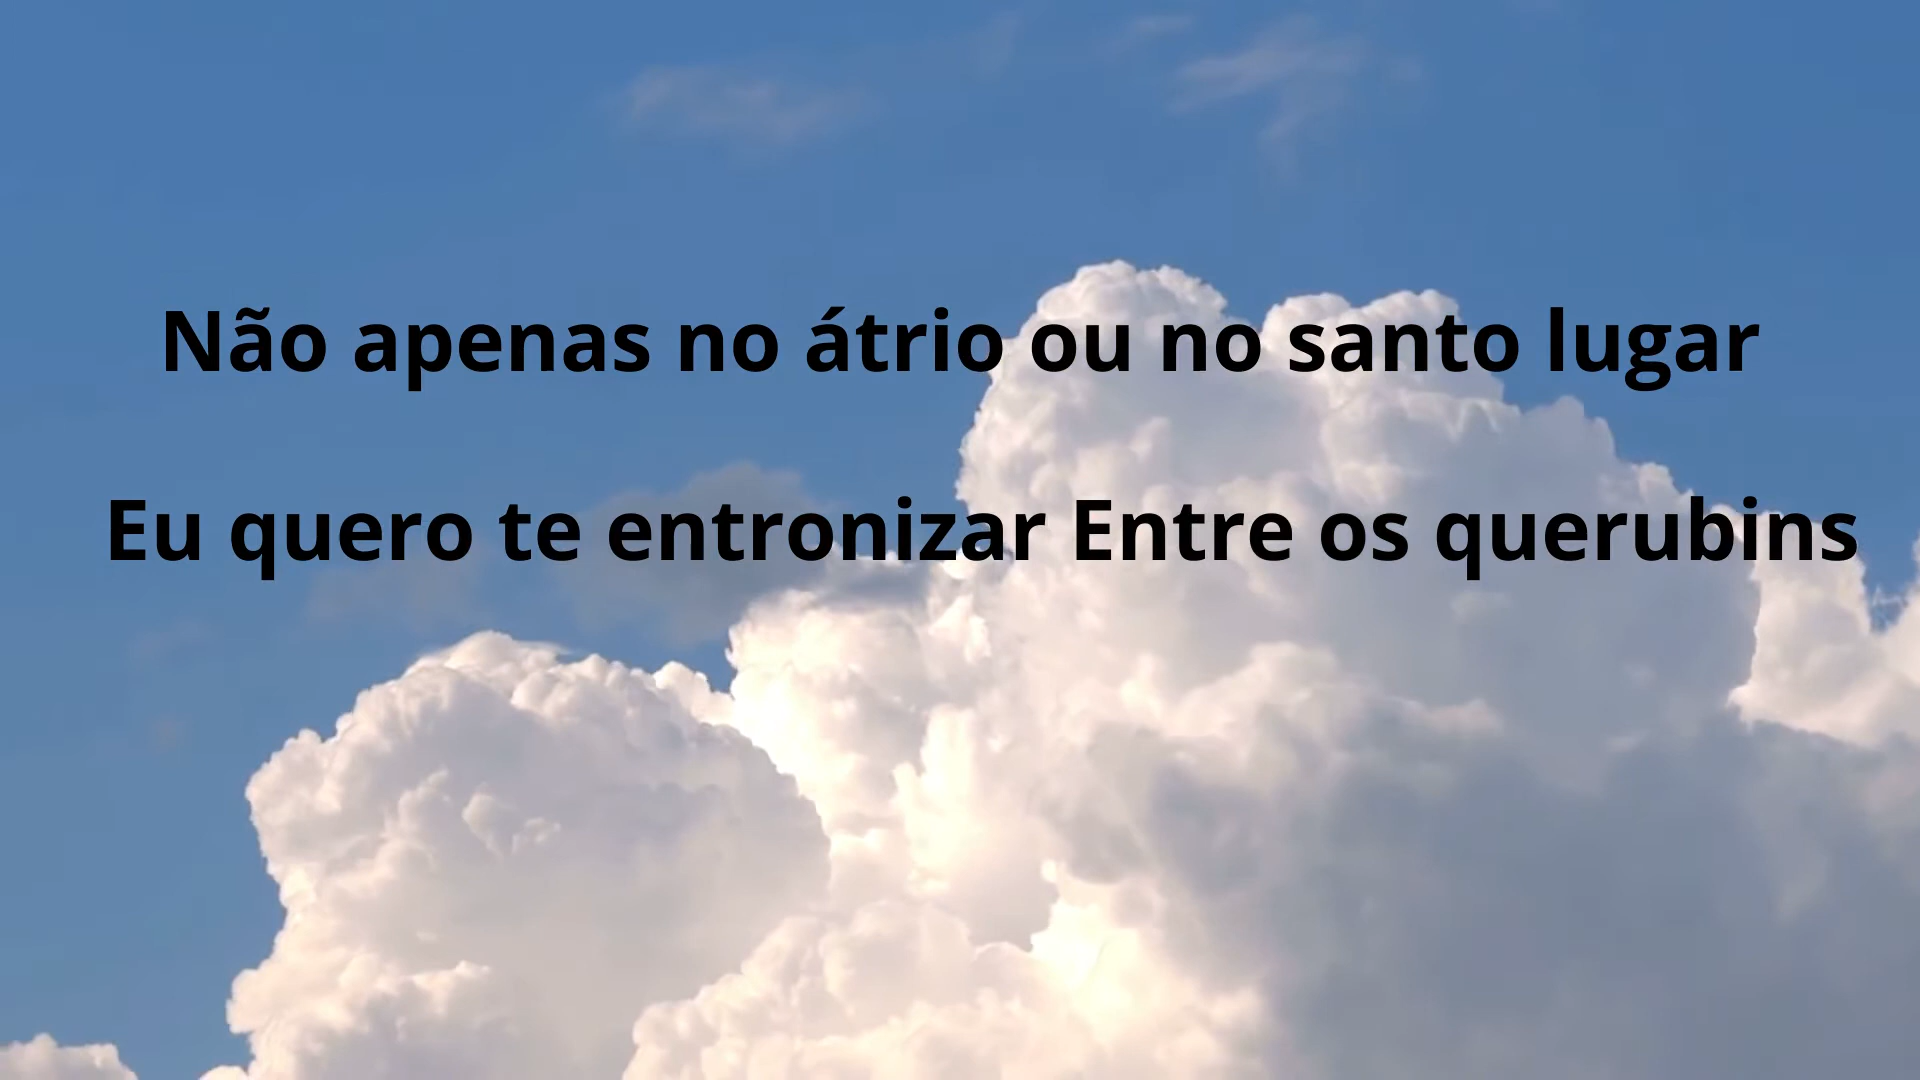 Não apenas no átrio ou no santo lugar
Eu quero te entronizar Entre os querubins